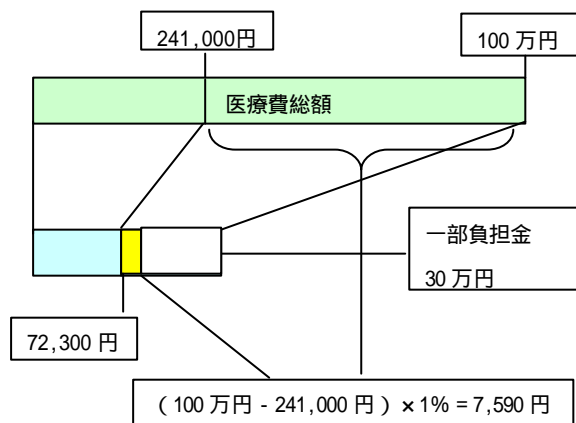 241,000円
100 万円
医療費総額
一部負担金
30 万円
72,300 円
（100 万円 - 241,000 円）×1% = 7,590 円